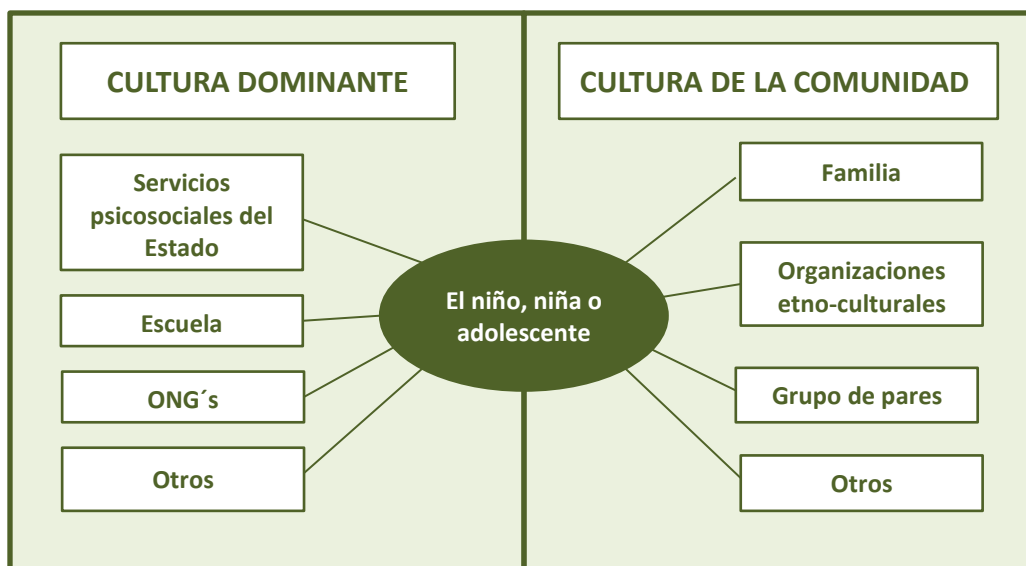 CULTURA DOMINANTE
Servicios
psicosociales del
Estado
Escuela
ONG´s
Otros
El niño, niña o
adolescente
CULTURA DE LA COMUNIDAD
Familia
Organizaciones
etno-culturales
Grupo de pares
Otros